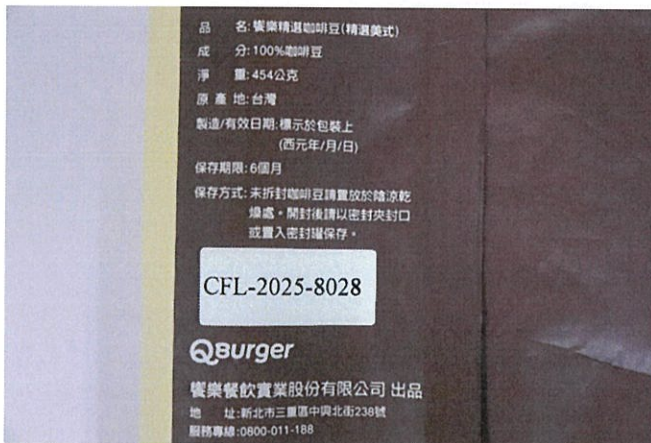 品　　名:饗樂精選咖啡豆(精選美式)
成　　分:100%咖啡豆
淨　　重:454公克
原 產 地:台灣
製造/有效日期:標示於包裝上
(西元年/月/日)
保存期限:6個月
保存方式:未拆封咖啡豆請置放於陰涼乾
燥處。開封後請以密封夾封口
或置入密封罐保存。
CFL-2025-8028
QBurger
饗樂餐飲實業股份有限公司 出品
地　　址:新北市三重區中興北街238號
服務專線:0800-011-188